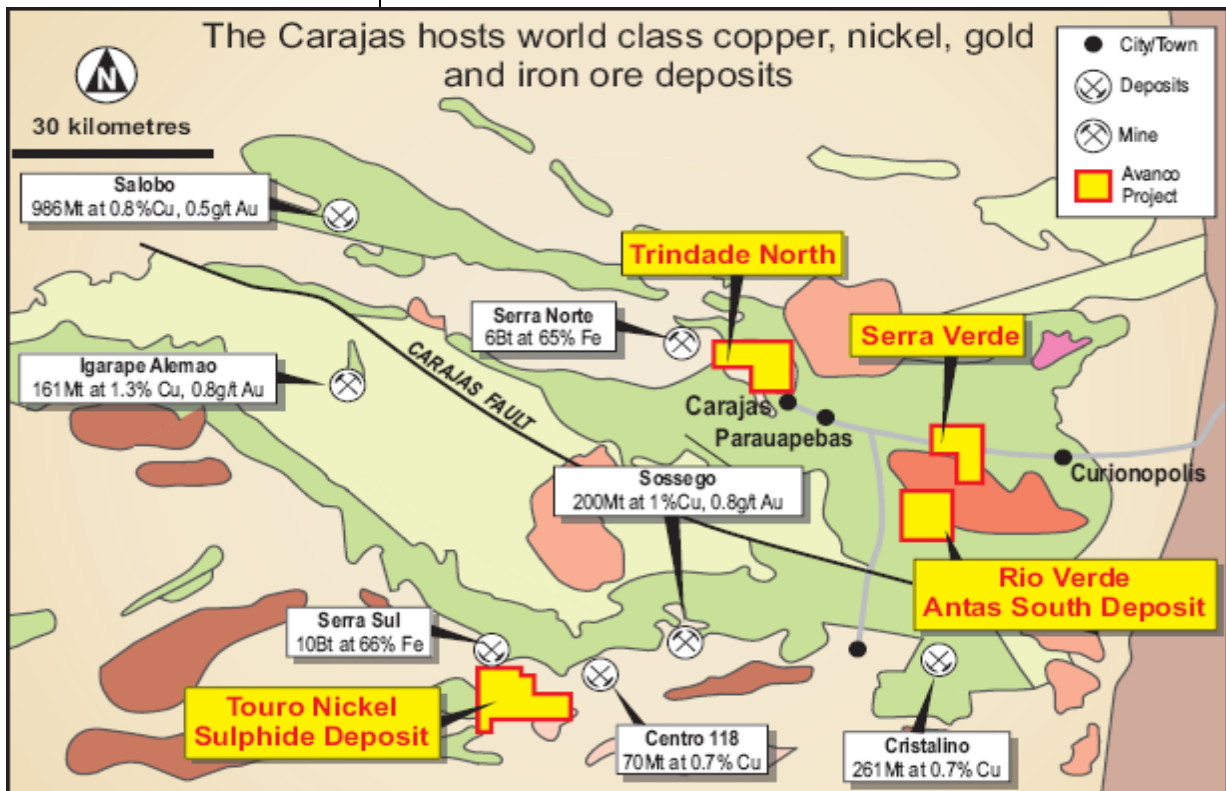 The Carajas hosts world class copper, nickel, gold
and iron ore deposits
N
30 kilometres
City/Town
Deposits
Mine
Avanco
Project
Salobo
986Mt at 0.8%Cu, 0.5g/t Au
Trindade North
Serra Norte
6Bt at 65% Fe
Serra Verde
Igarape Alemao
161Mt at 1.3% Cu, 0.8g/t Au
CARAJAS FAULT
Carajas
Parauapebas
Curionopolis
Sossego
200Mt at 1%Cu, 0.8g/t Au
Rio Verde
Antas South Deposit
Serra Sul
10Bt at 66% Fe
Touro Nickel
Sulphide Deposit
Centro 118
70Mt at 0.7% Cu
Cristalino
261Mt at 0.7% Cu